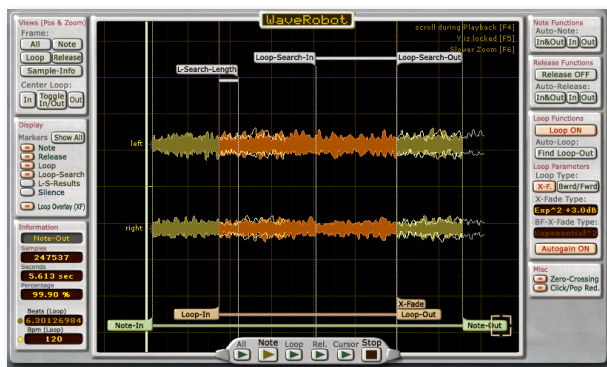 WaveRobot
Views (Pos & Zoom)
Frame:
All Note
Loop Release
Sample-Info
Center Loop:
In Toggle In/Out Out
Display
Markers Show All
Note
Release
Loop
Loop-Search
L-S-Results
Silence
Loop Overlay (XF)
Information
Note-Out
Samples
247537
Seconds
5.613 sec
Percentage
99.90 %
Beats (Loop)
6.30126984
Bpm (Loop)
120
scroll during Playback [F4]
Y is locked [F5]
Slower Zoom [F6]
Loop-Search-In
Loop-Search-Out
L-Search-Length
left
right
X-Fade
Loop-In
Loop-Out
Note-In
Note-Out
All Note Loop Rel. Cursor Stop
Note Functions
Auto-Note:
In&Out In Out
Release Functions
Release OFF
Auto-Release:
In&Out In Out
Loop Functions
Loop ON
Auto-Loop:
Find Loop-Out
Loop Parameters
Loop Type:
X-F. Bwrd/Fwrd
X-Fade Type:
Exp^2 +3.0dB
BF-X-Fade Type:
Exponential^2
Autogain ON
Misc
Zero-Crossing
Click/Pop Red.